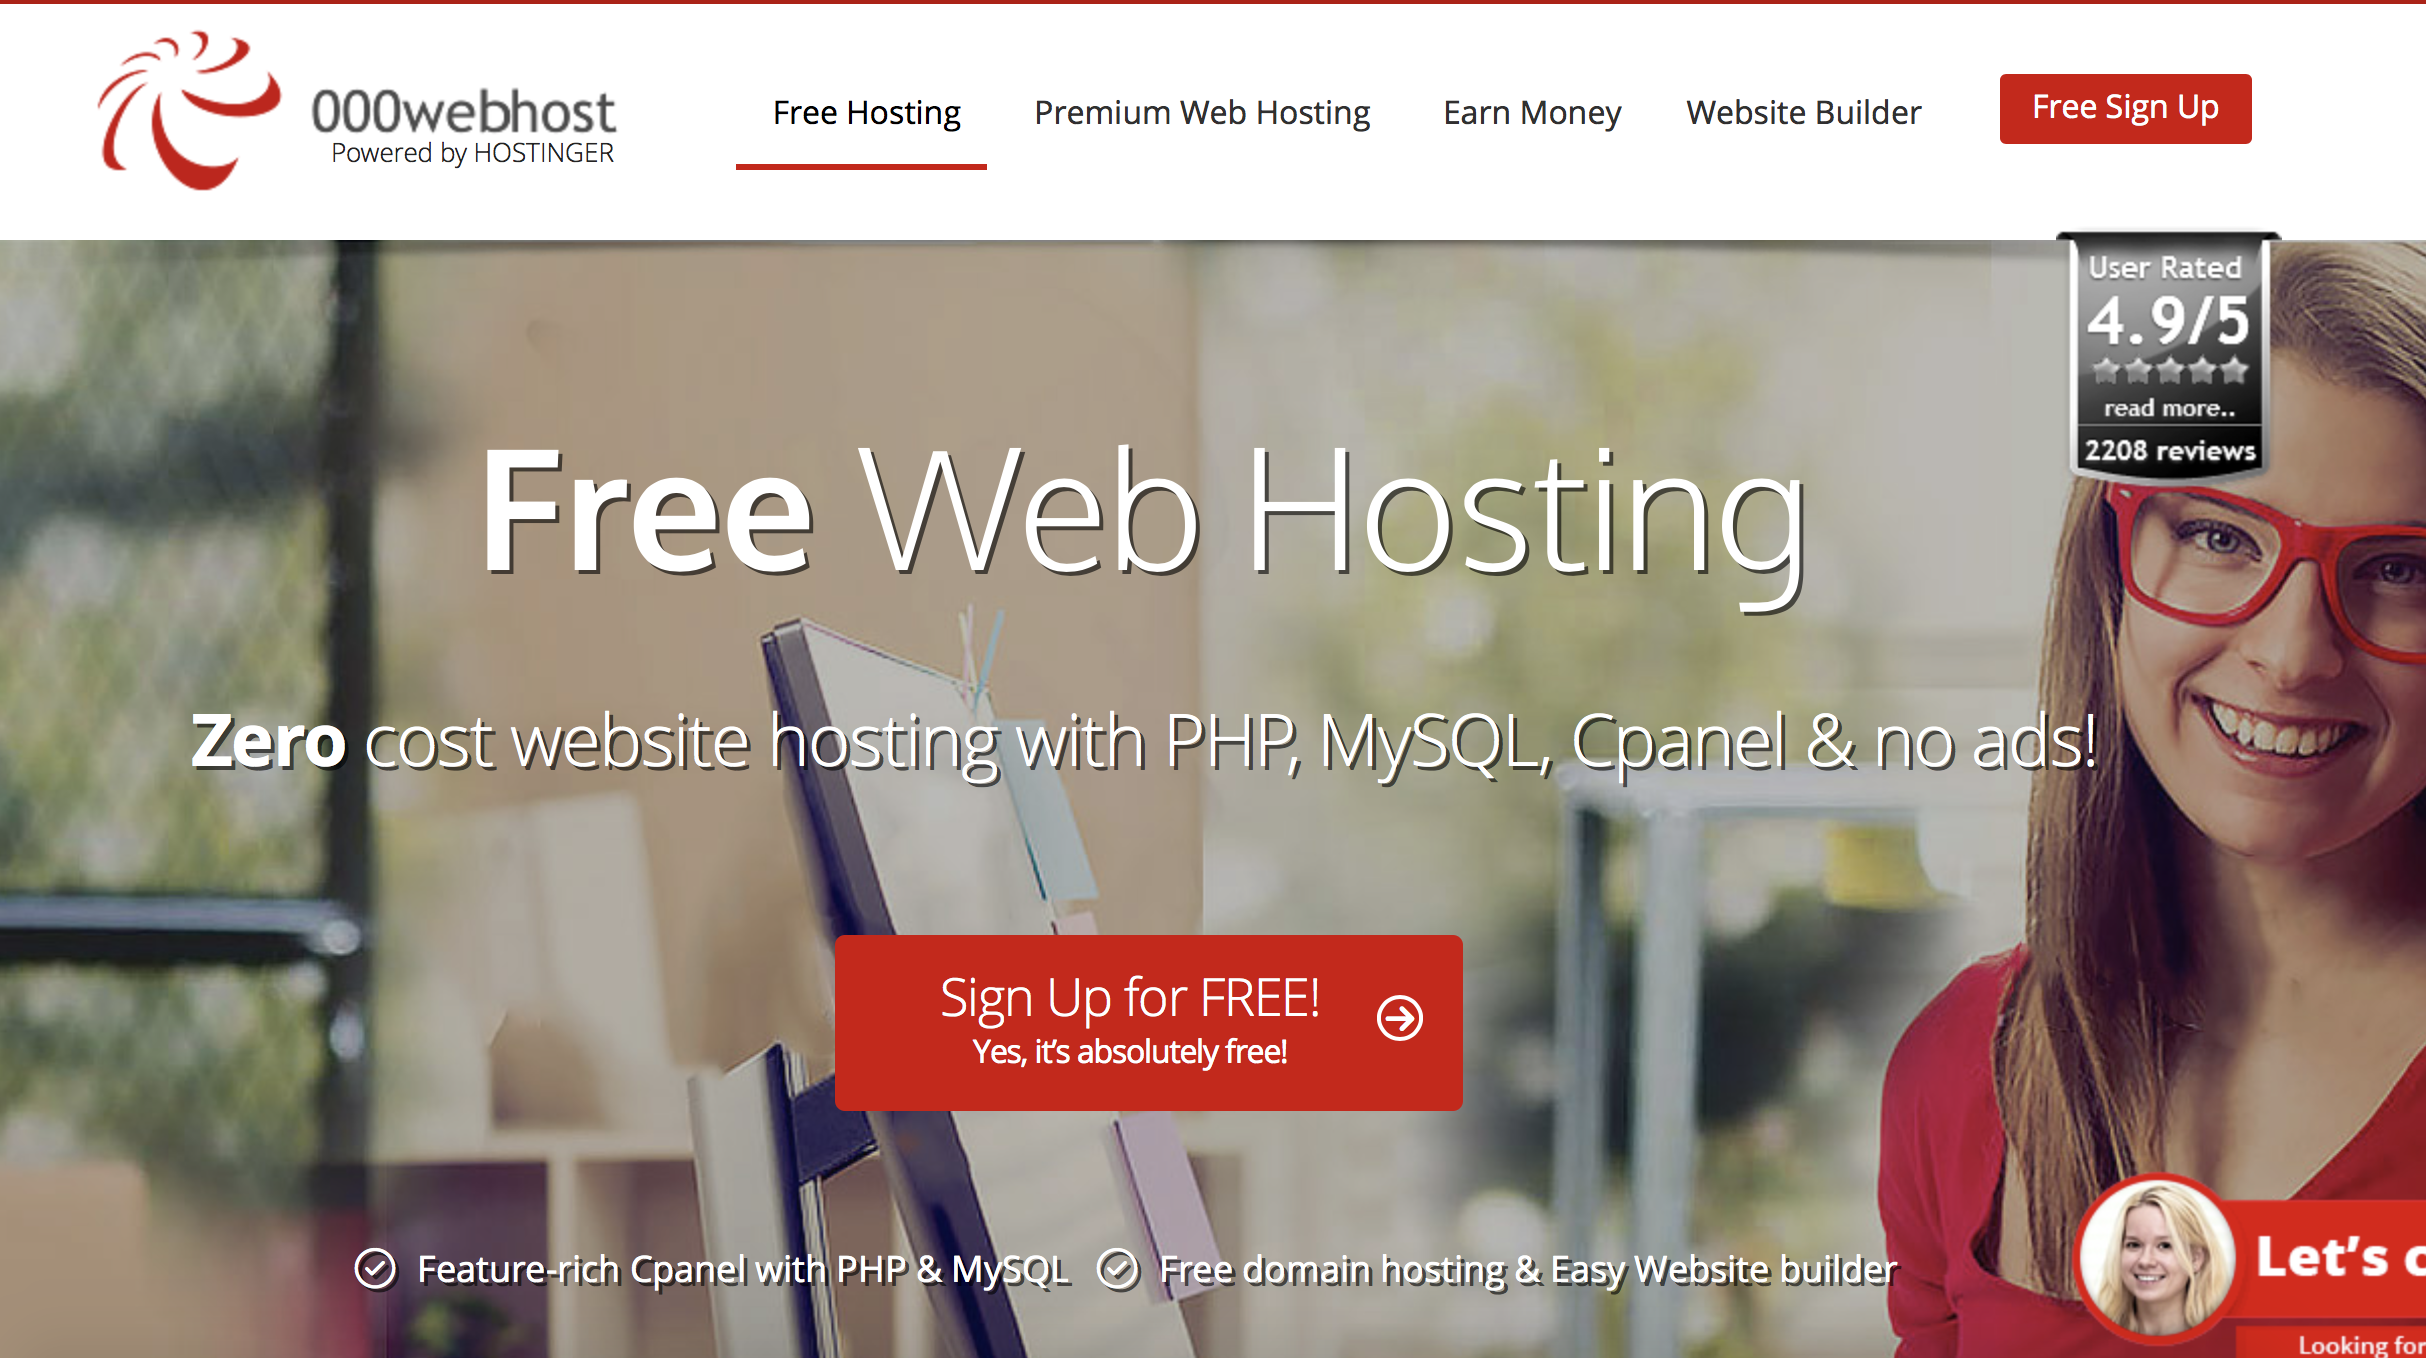 000webhost
Powered by HOSTINGER
Free Hosting
Premium Web Hosting
Earn Money
Website Builder
Free Sign Up
User Rated
4.9/5
read more..
2208 reviews
Free Web Hosting
Zero cost website hosting with PHP, MySQL, Cpanel & no ads!
Sign Up for FREE!
Yes, it's absolutely free!
Feature-rich Cpanel with PHP & MySQL
Free domain hosting & Easy Website builder
Let's
Looking for